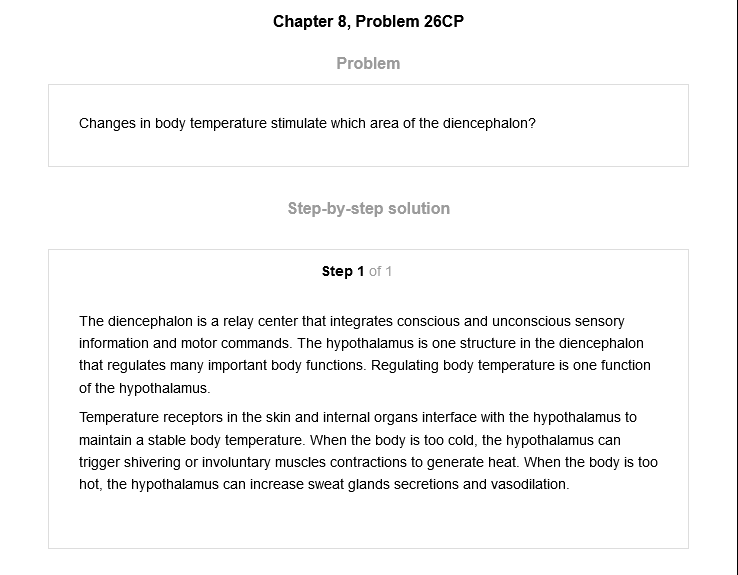 Chapter 8, Problem 26CP
Problem
Changes in body temperature stimulate which area of the diencephalon?
Step-by-step solution
Step 1 of 1
The diencephalon is a relay center that integrates conscious and unconscious sensory
information and motor commands. The hypothalamus is one structure in the diencephalon
that regulates many important body functions. Regulating body temperature is one function
of the hypothalamus.
Temperature receptors in the skin and internal organs interface with the hypothalamus to
maintain a stable body temperature. When the body is too cold, the hypothalamus can
trigger shivering or involuntary muscles contractions to generate heat. When the body is too
hot, the hypothalamus can increase sweat glands secretions and vasodilation.